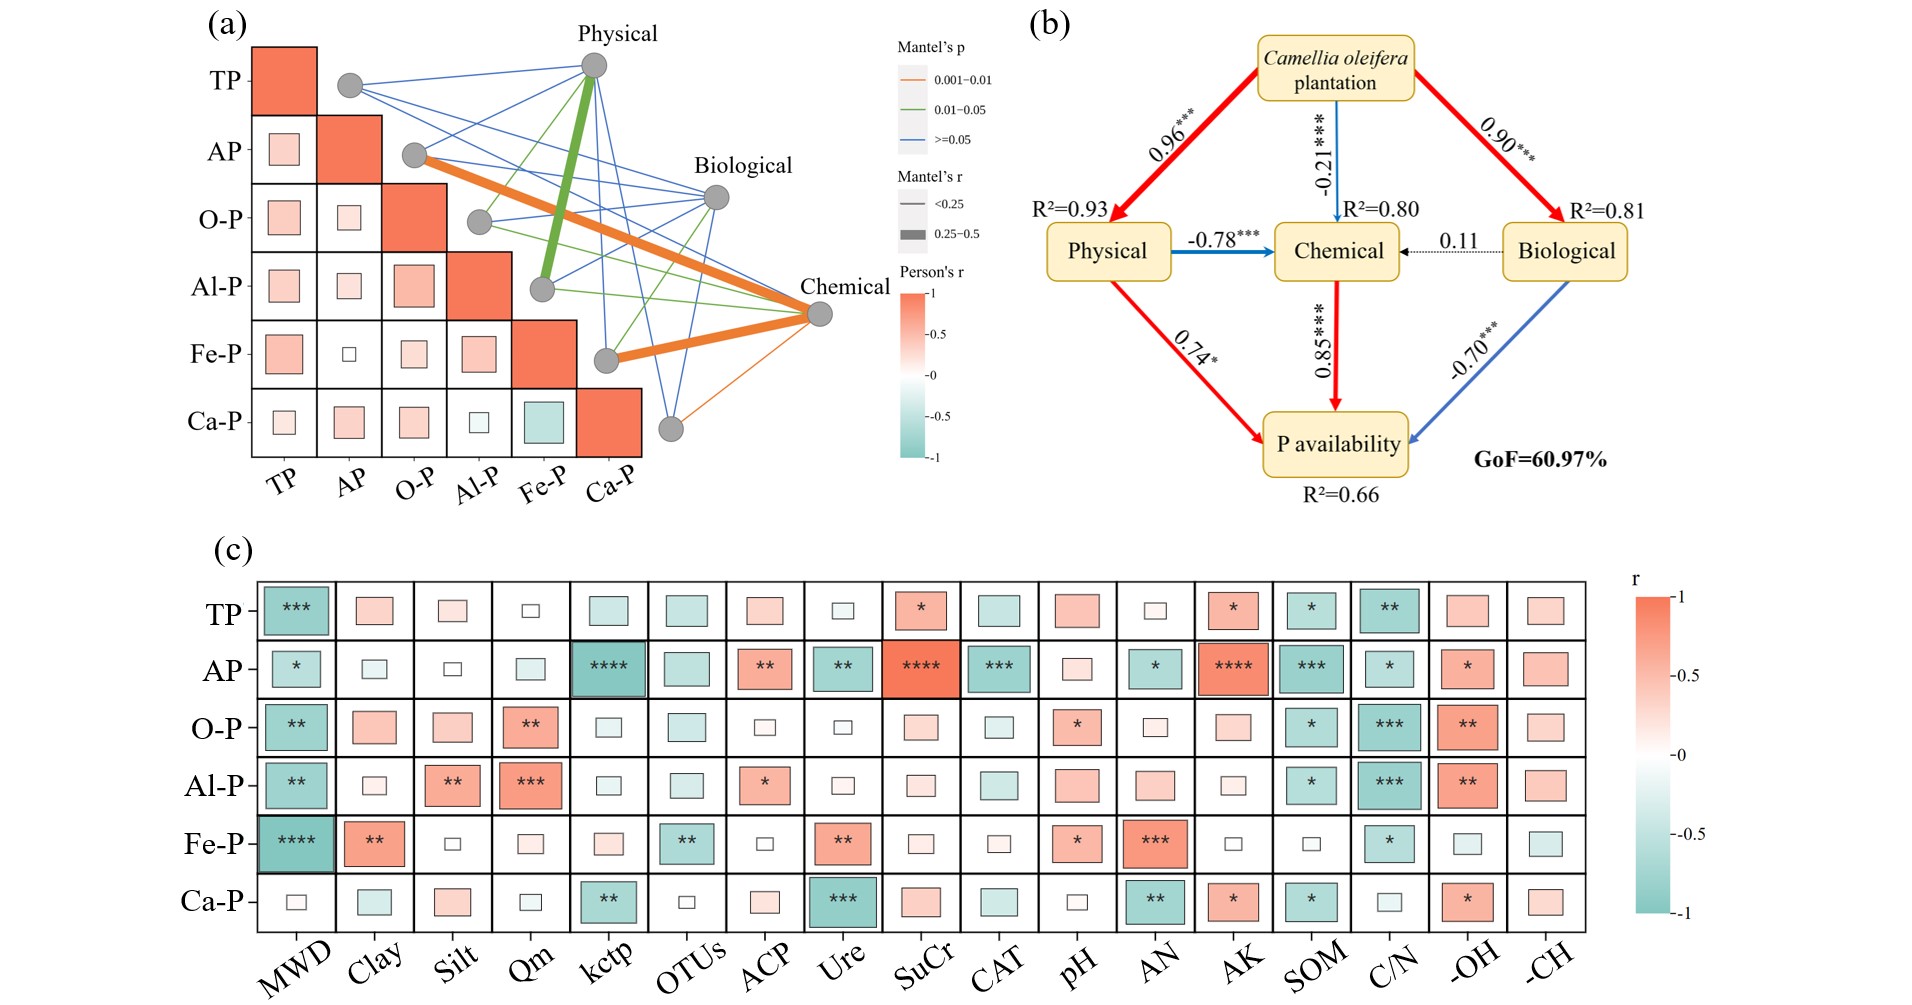 (a)
Physical
Biological
Chemical
TP
AP
O-P
Al-P
Fe-P
Ca-P
TP
AP
O-P
Al-P
Fe-P
Ca-P
Mantel's p
0.001−0.01
0.01−0.05
>=0.05
Mantel's r
<0.25
0.25−0.5
Person's r
1
0.5
0
-0.5
-1
(b)
Camellia oleifera
plantation
0.96***
-0.21***
0.90***
R²=0.93
R²=0.80
R²=0.81
Physical
-0.78***
Chemical
0.11
Biological
0.74*
0.85***
-0.70***
P availability
GoF=60.97%
R²=0.66
(c)
TP *** * * * **
AP * **** ** ** **** *** * **** *** * *
O-P ** ** * * *** **
Al-P ** ** *** * * *** **
Fe-P **** ** ** ** * *** *
Ca-P ** *** ** * * *
MWD
Clay
Silt
Qm
kctp
OTUs
ACP
Ure
SuCr
CAT
pH
AN
AK
SOM
C/N
-OH
-CH
r
1
0.5
0
-0.5
-1